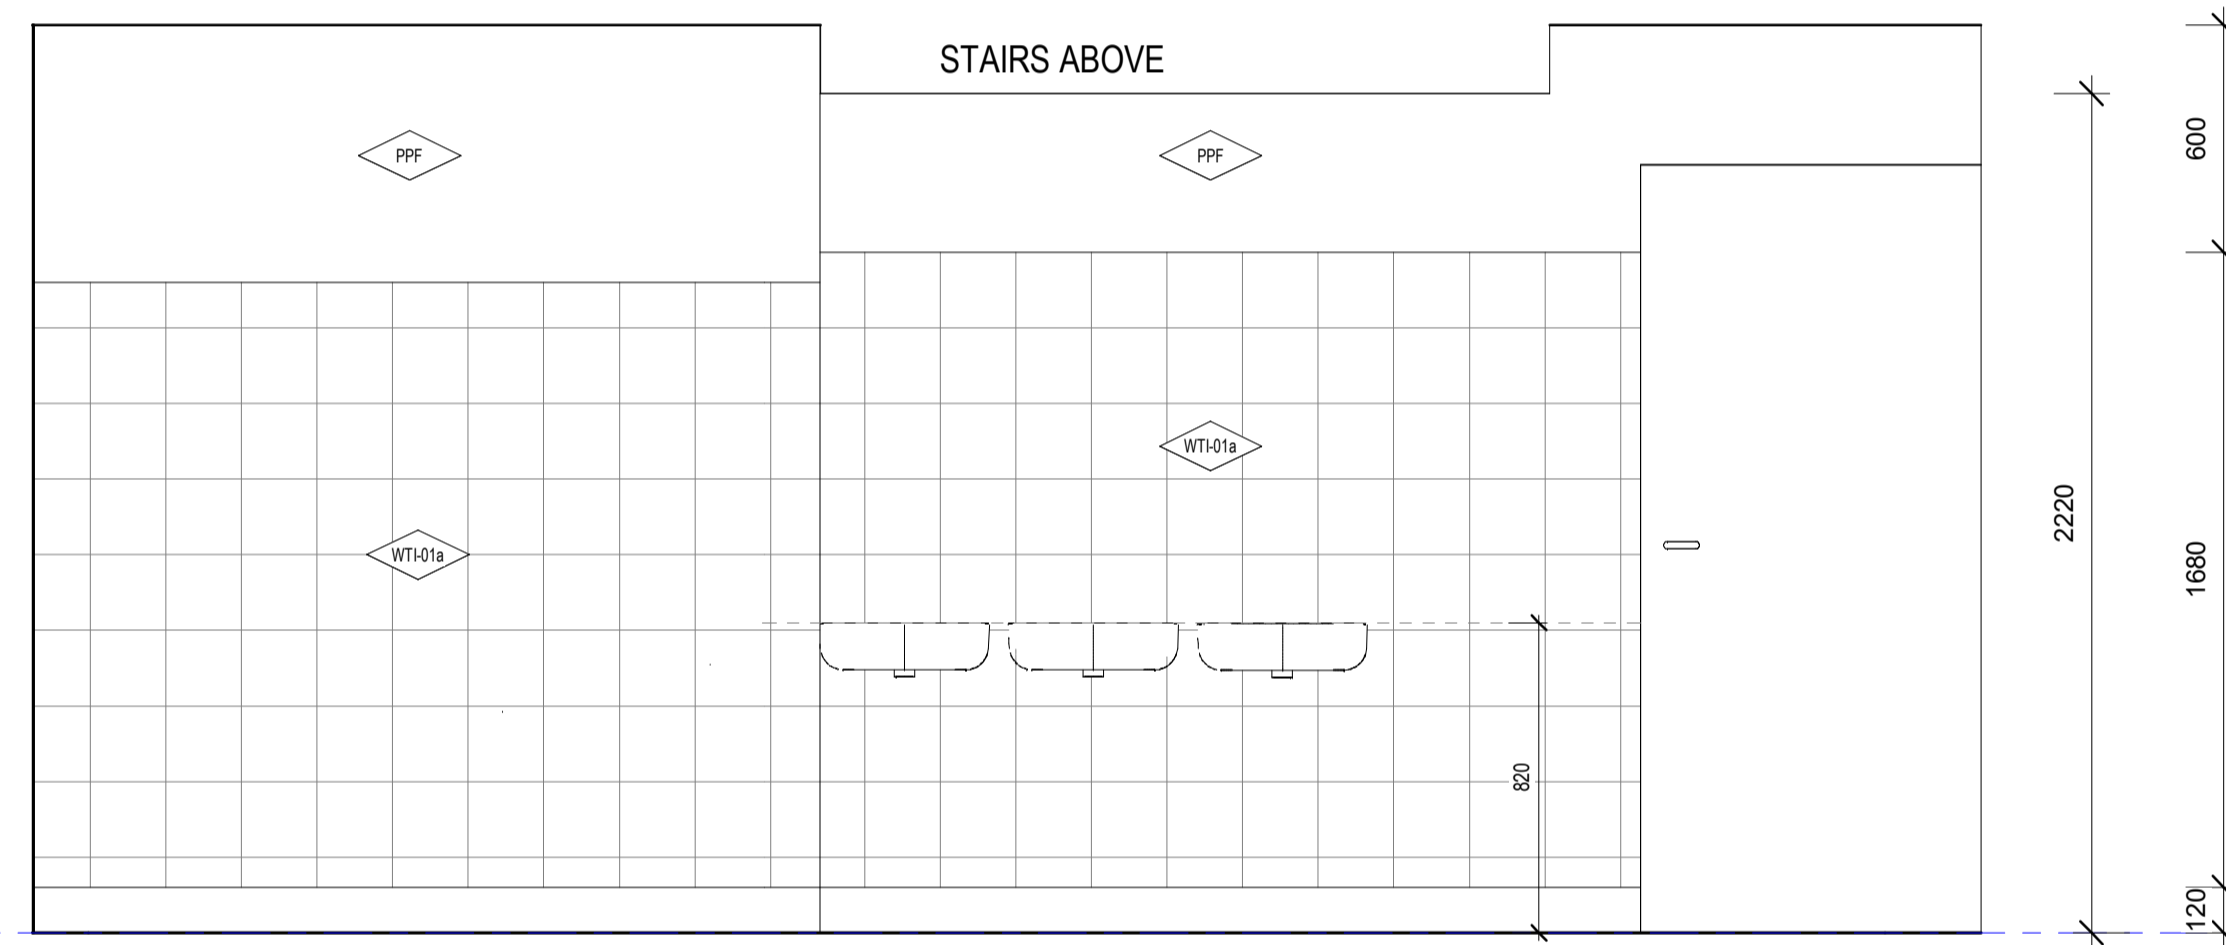 STAIRS ABOVE
PPF
PPF
600
WTI-01a
2220
WTI-01a
1680
820
120